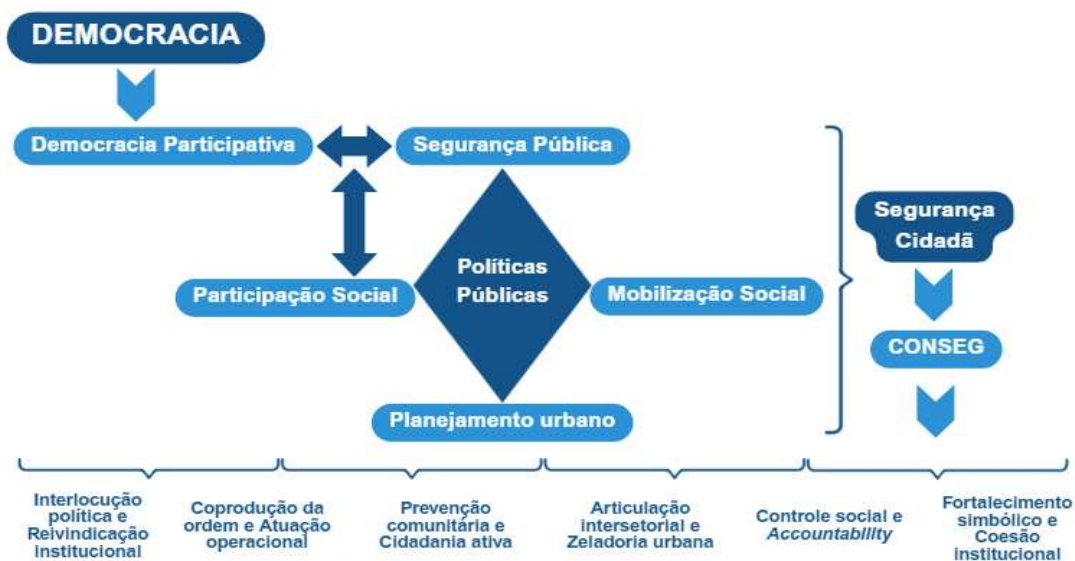 DEMOCRACIA
Democracia Participativa
Segurança Pública
Participação Social
Políticas
Públicas
Mobilização Social
Planejamento urbano
Segurança
Cidadã
CONSEG
Interlocução
política e
Reivindicação
institucional
Coprodução da
ordem e Atuação
operacional
Prevenção
comunitária e
Cidadania ativa
Articulação
intersetorial e
Zeladoria urbana
Controle social e
Accountability
Fortalecimento
simbólico e
Coesão
institucional